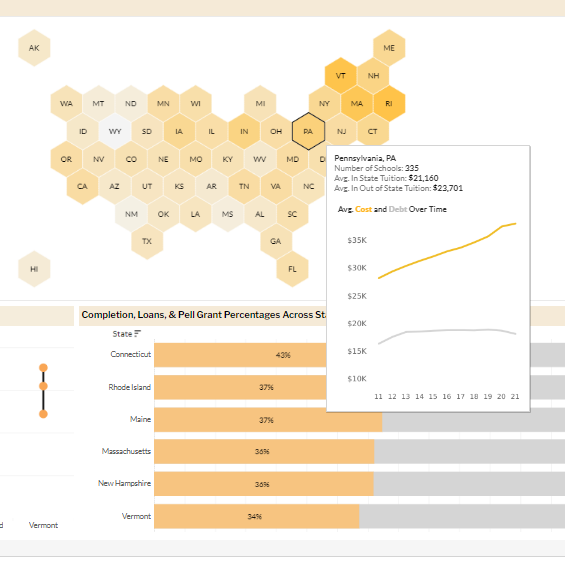 AK
ME
VT
NH
WA
MT
ND
MN
WI
MI
NY
MA
RI
ID
WY
SD
IA
IL
IN
OH
PA
NJ
CT
OR
NV
CO
NE
MO
KY
WV
MD
D
CA
AZ
UT
KS
AR
TN
VA
NC
NM
OK
LA
MS
AL
SC
TX
GA
HI
FL
Pennsylvania, PA
Number of Schools: 335
Avg. In State Tuition: $21,160
Avg. In Out of State Tuition: $23,701
Avg. Cost and Debt Over Time
$35K
$30K
$25K
$20K
$15K
$10K
11 12 13 14 15 16 17 18 19 20 21
Completion, Loans, & Pell Grant Percentages Across St
State
Connecticut 43%
Rhode Island 37%
Maine 37%
Massachusetts 36%
New Hampshire 36%
Vermont 34%
d Vermont